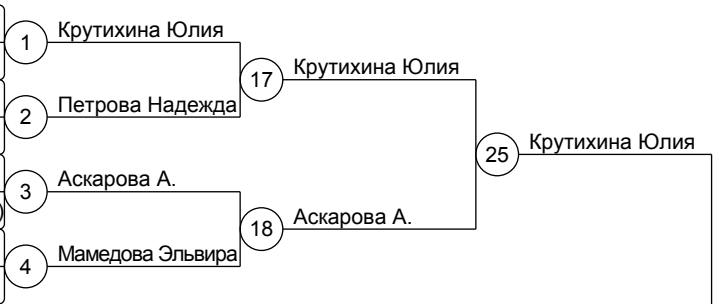 1
Крутихина Юлия
2
Петрова Надежда
3
Аскарова А.
4
Мамедова Эльвира
17
Крутихина Юлия
18
Аскарова А.
25
Крутихина Юлия
)